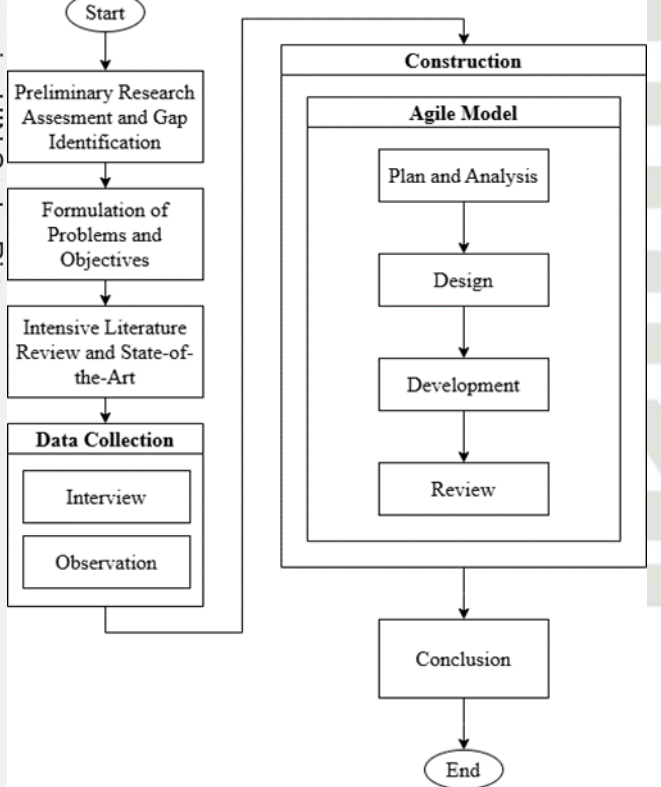 Start
Preliminary Research
Assesment and Gap
Identification
Formulation of
Problems and
Objectives
Intensive Literature
Review and State-of-
the-Art
Data Collection
Interview
Observation
Construction
Agile Model
Plan and Analysis
Design
Development
Review
Conclusion
End